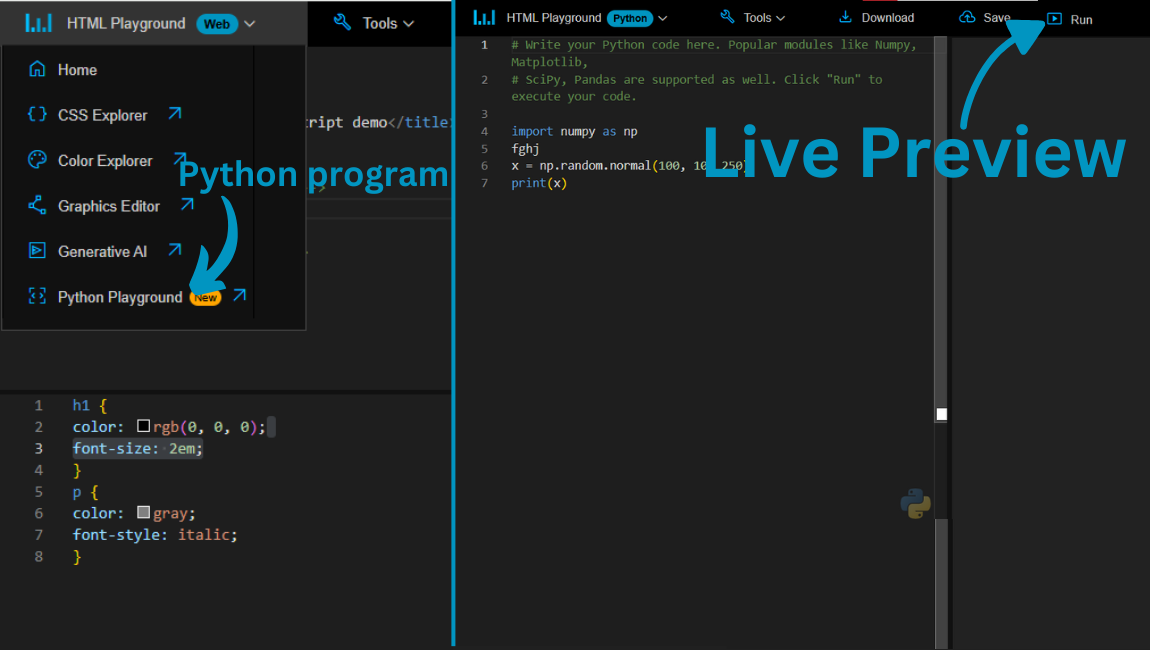 HTML Playground Web
Tools
Home
CSS Explorer
Color Explorer
Graphics Editor
Generative AI
Python Playground New
ript demo</title>
>
Python program
1 h1 {
2 color: rgb(0, 0, 0);
3 font-size: 2em;
4 }
5 p {
6 color: gray;
7 font-style: italic;
8 }
HTML Playground Python
Tools
Download
Save
Run
1 # Write your Python code here. Popular modules like Numpy,
Matplotlib,
2 # SciPy, Pandas are supported as well. Click "Run" to
execute your code.
3
4 import numpy as np
5 fghj
6 x = np.random.normal(100, 10, 250)
7 print(x)
Live Preview